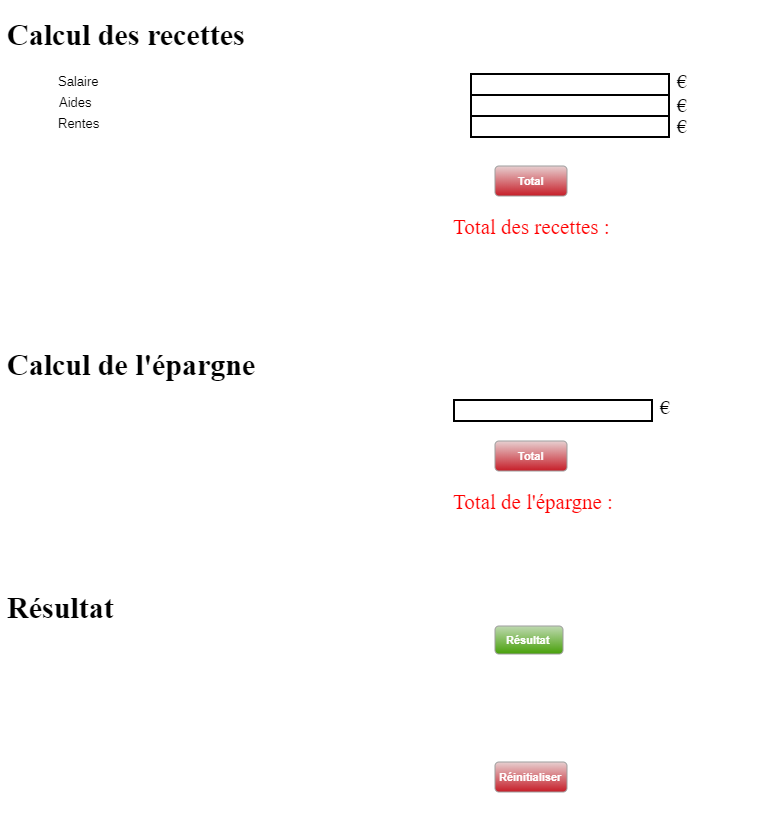 Calcul des recettes
Salaire €
Aides €
Rentes €
Total
Total des recettes :
Calcul de l'épargne
€
Total
Total de l'épargne :
Résultat
Résultat
Réinitialiser